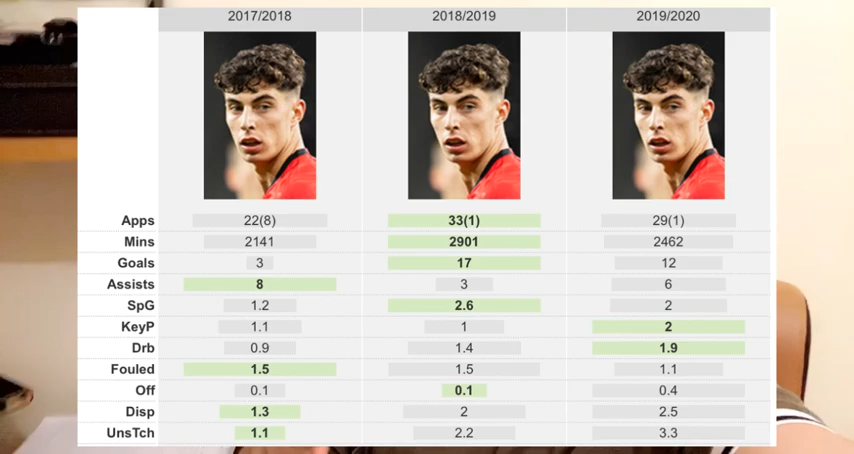 2017/2018 2018/2019 2019/2020
Apps 22(8) 33(1) 29(1)
Mins 2141 2901 2462
Goals 3 17 12
Assists 8 3 6
SpG 1.2 2.6 2
KeyP 1.1 1 2
Drb 0.9 1.4 1.9
Fouled 1.5 1.5 1.1
Off 0.1 0.1 0.4
Disp 1.3 2 2.5
UnsTch 1.1 2.2 3.3